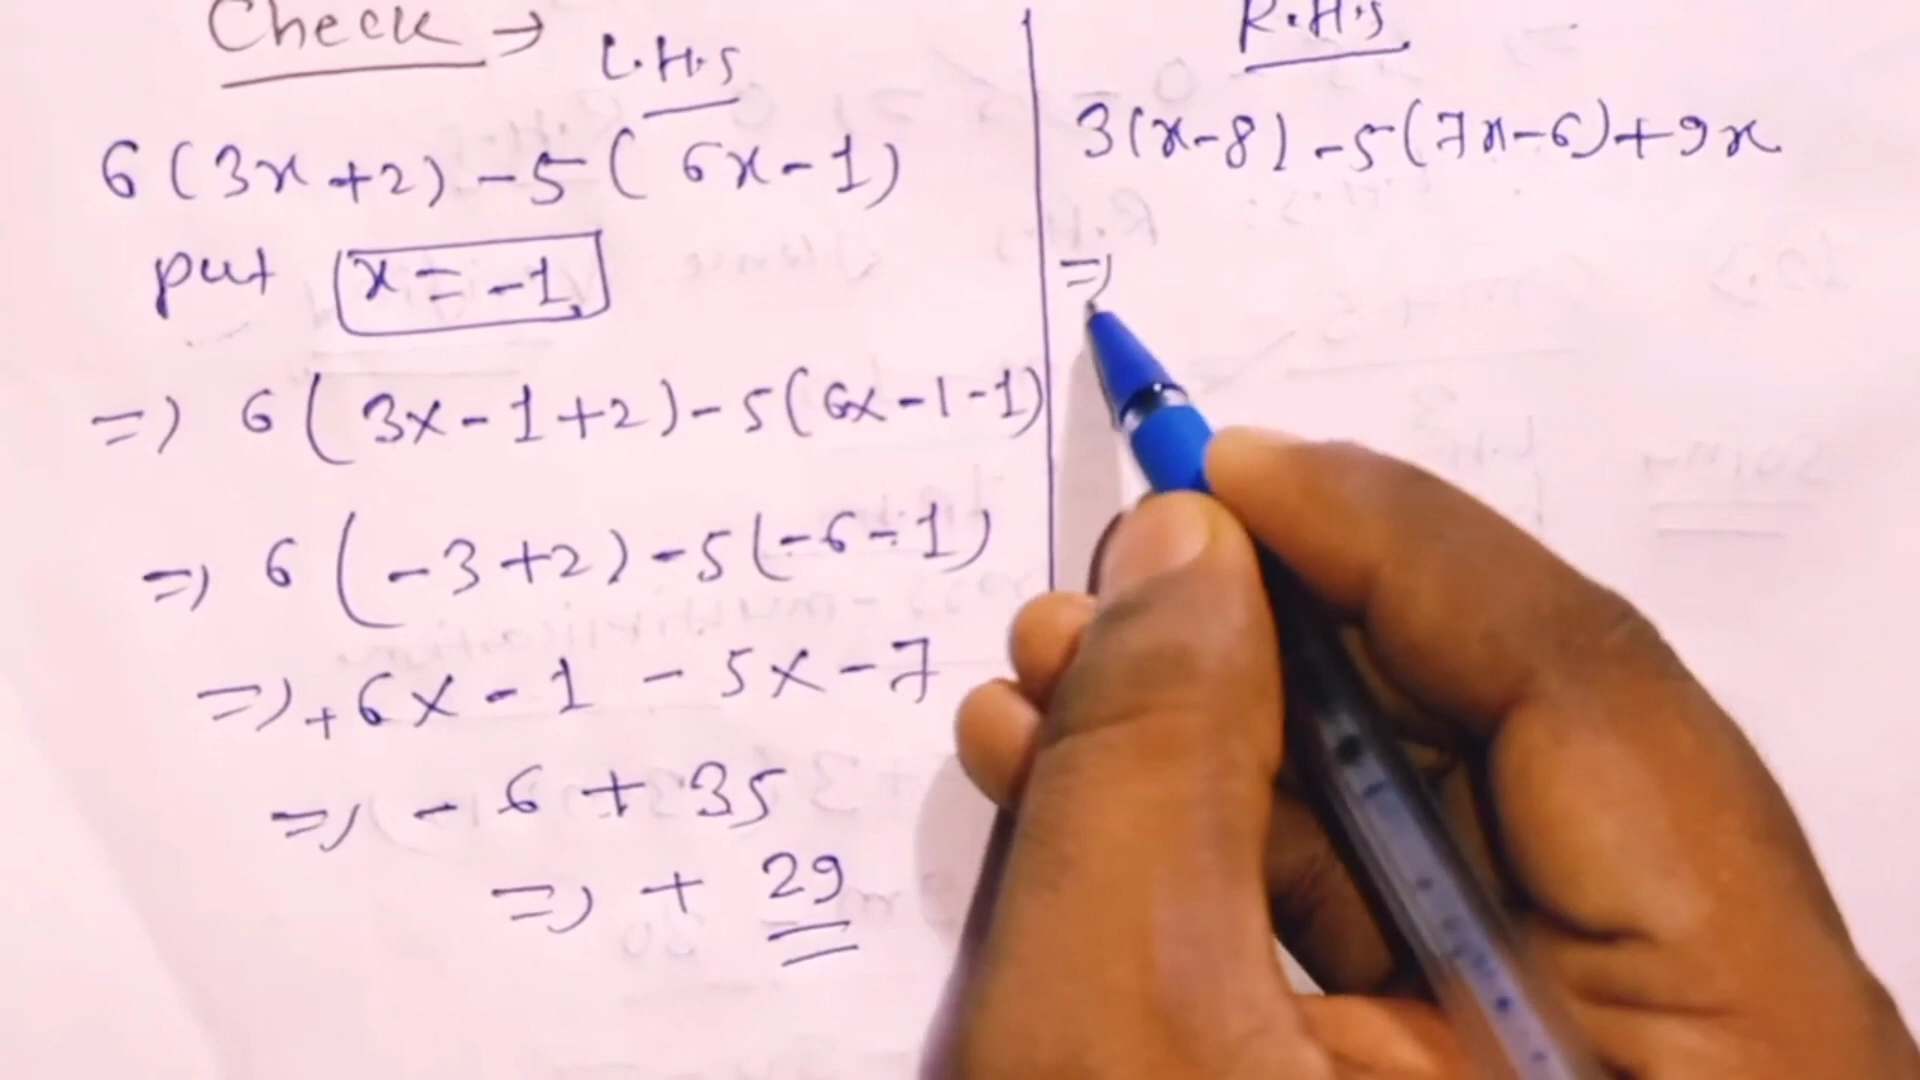 Check →
L.H.S
6(3x+2)-5(6x-1)
put x=-1
=) 6(3x-1+2)-5(6x-1-1)
=) 6(-3+2)-5(-6-1)
=) +6x-1 -5x-7
=) -6+35
=) + 29
R.H.S
3(x-8)-5(7x-6)+9x
=)